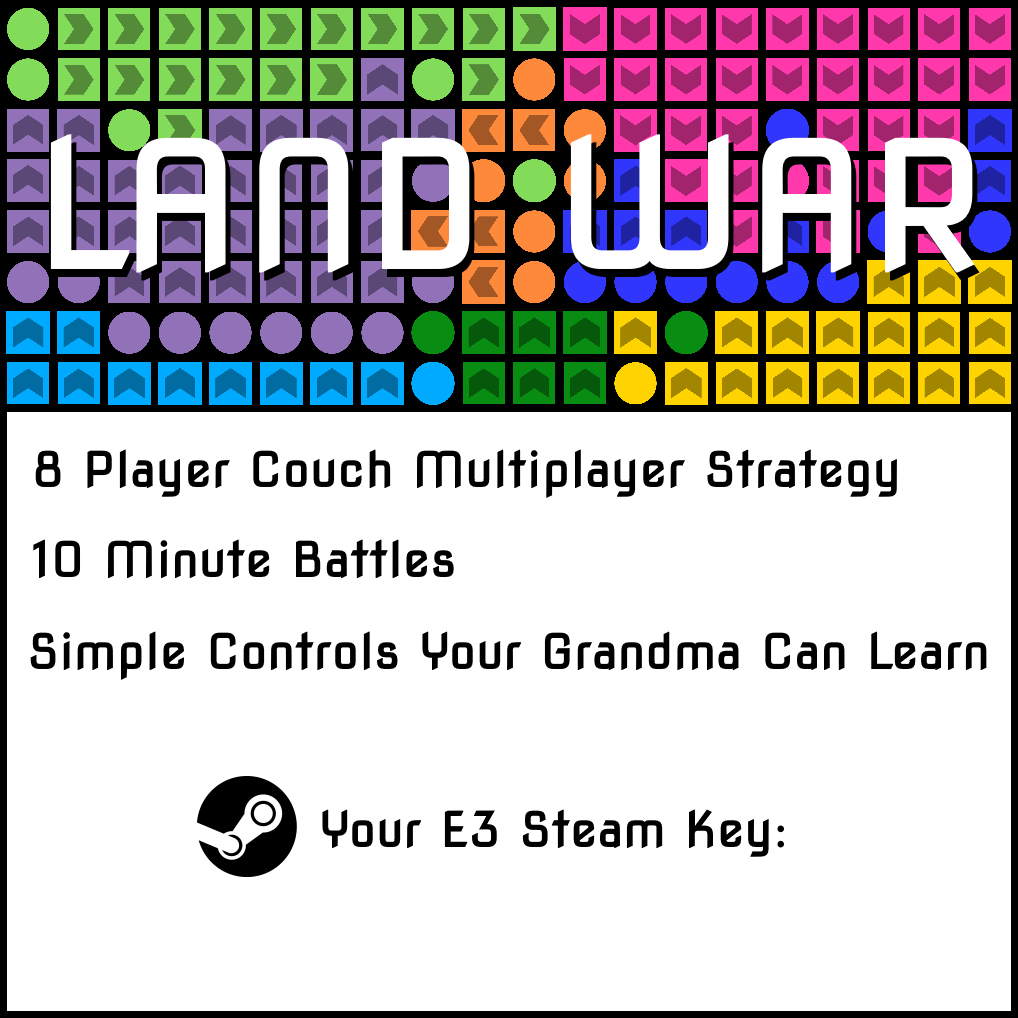 LAND WAR
8 Player Couch Multiplayer Strategy
10 Minute Battles
Simple Controls Your Grandma Can Learn
Your E3 Steam Key: